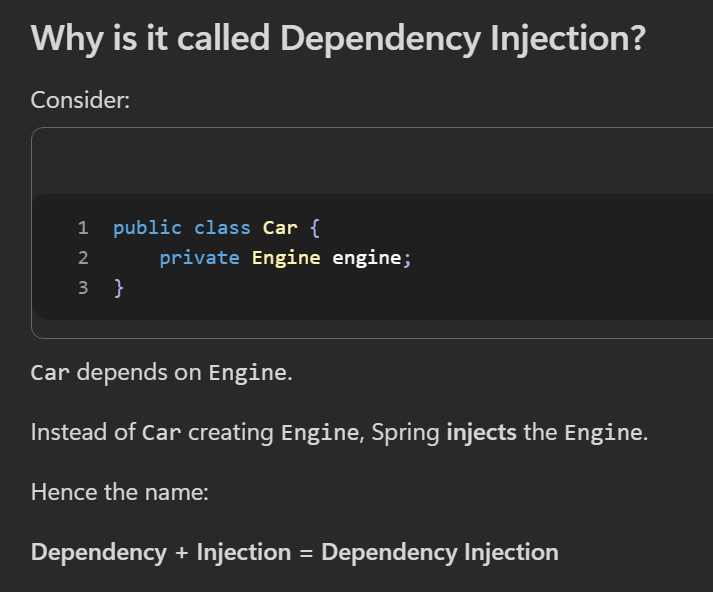 Why is it called Dependency Injection?
Consider:
1 public class Car {
2     private Engine engine;
3 }
Car depends on Engine.
Instead of Car creating Engine, Spring injects the Engine.
Hence the name:
Dependency + Injection = Dependency Injection